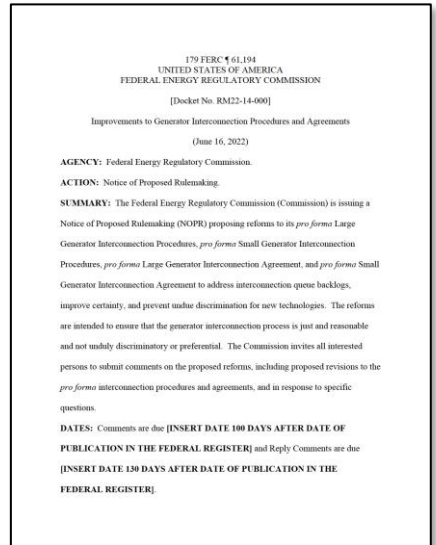 179 FERC ¶ 61,194
UNITED STATES OF AMERICA
FEDERAL ENERGY REGULATORY COMMISSION
[Docket No. RM22-14-000]
Improvements to Generator Interconnection Procedures and Agreements
(June 16, 2022)
AGENCY: Federal Energy Regulatory Commission.
ACTION: Notice of Proposed Rulemaking.
SUMMARY: The Federal Energy Regulatory Commission (Commission) is issuing a
Notice of Proposed Rulemaking (NOPR) proposing reforms to its pro forma Large
Generator Interconnection Procedures, pro forma Small Generator Interconnection
Procedures, pro forma Large Generator Interconnection Agreement, and pro forma Small
Generator Interconnection Agreement to address interconnection queue backlogs,
improve certainty, and prevent undue discrimination for new technologies. The reforms
are intended to ensure that the generator interconnection process is just and reasonable
and not unduly discriminatory or preferential. The Commission invites all interested
persons to submit comments on the proposed reforms, including proposed revisions to the
pro forma interconnection procedures and agreements, and in response to specific
questions.
DATES: Comments are due [INSERT DATE 100 DAYS AFTER DATE OF
PUBLICATION IN THE FEDERAL REGISTER] and Reply Comments are due
[INSERT DATE 130 DAYS AFTER DATE OF PUBLICATION IN THE
FEDERAL REGISTER].